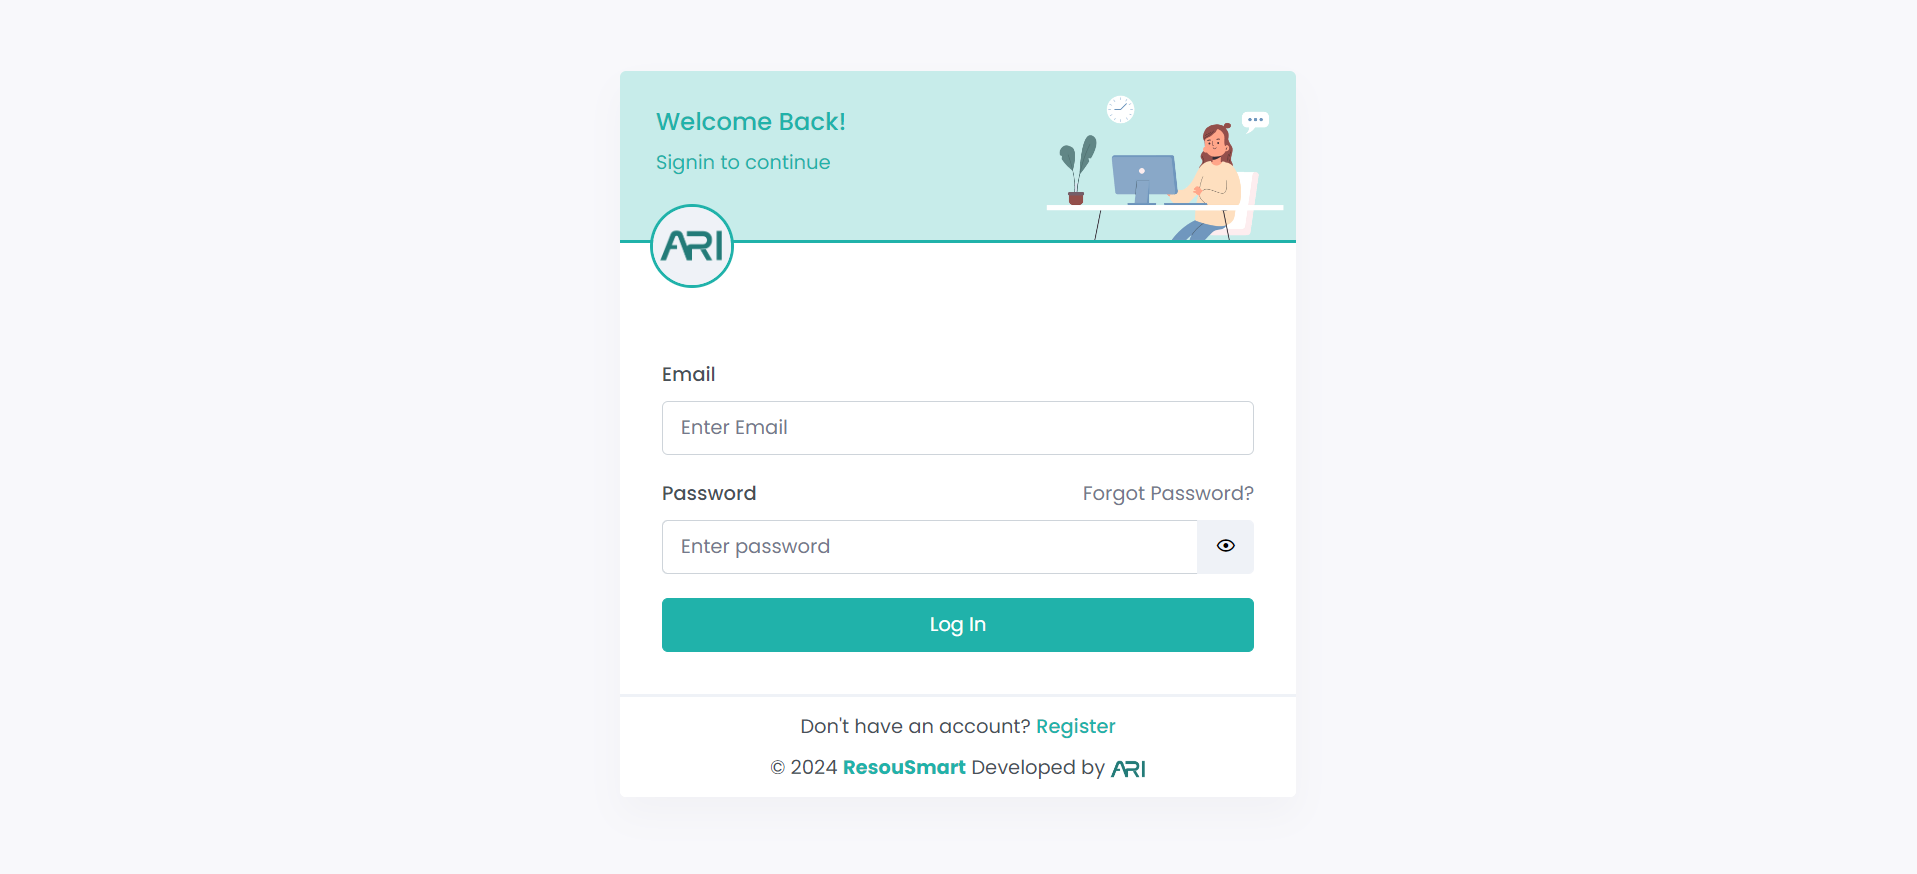 Welcome Back!
Signin to continue
ARI
Email
Enter Email
Password
Forgot Password?
Enter password
Log In
Don't have an account? Register
© 2024 ResouSmart Developed by ARI